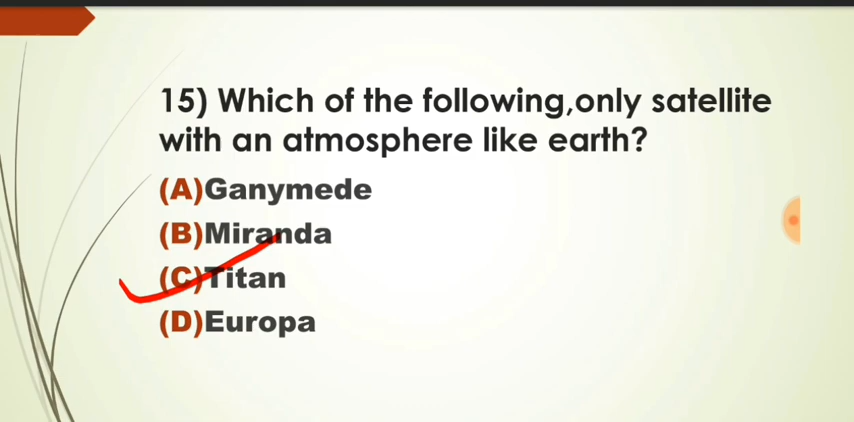 15) Which of the following,only satellite
with an atmosphere like earth?
(A)Ganymede
(B)Miranda
(C)Titan
(D)Europa